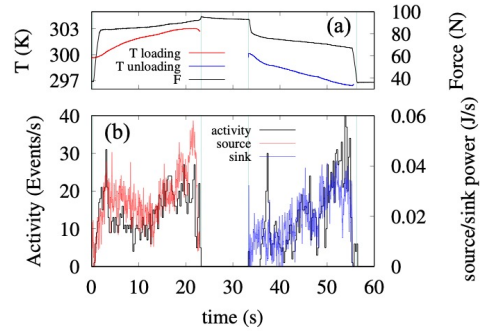 303
300
297
T (K)
(a)
T loading
T unloading
F
100
80
60
40
Force (N)
40
30
20
10
0
Activity (Events/s)
(b)
activity
source
sink
0.06
0.04
0.02
0
source/sink power (J/s)
0 10 20 30 40 50 60
time (s)